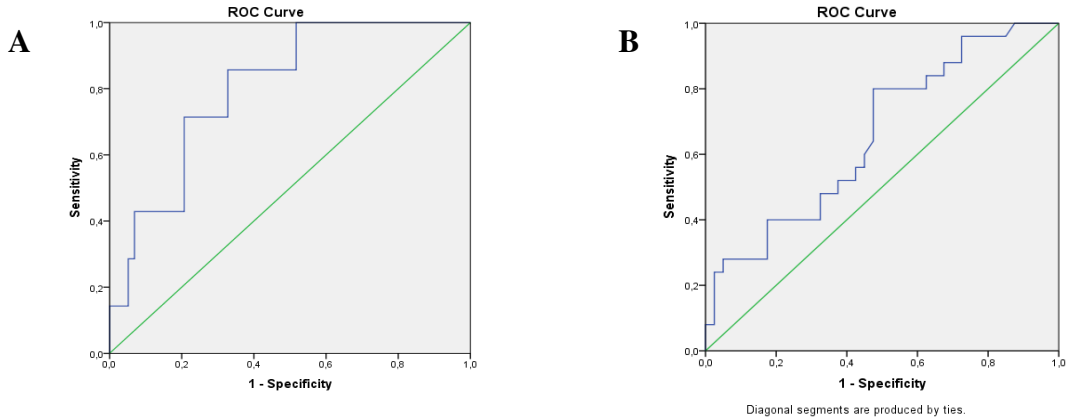 A
ROC Curve
Sensitivity
1,0
0,8
0,6
0,4
0,2
0,0
0,0 0,2 0,4 0,6 0,8 1,0
1 - Specificity
B
ROC Curve
Sensitivity
1,0
0,8
0,6
0,4
0,2
0,0
0,0 0,2 0,4 0,6 0,8 1,0
1 - Specificity
Diagonal segments are produced by ties.